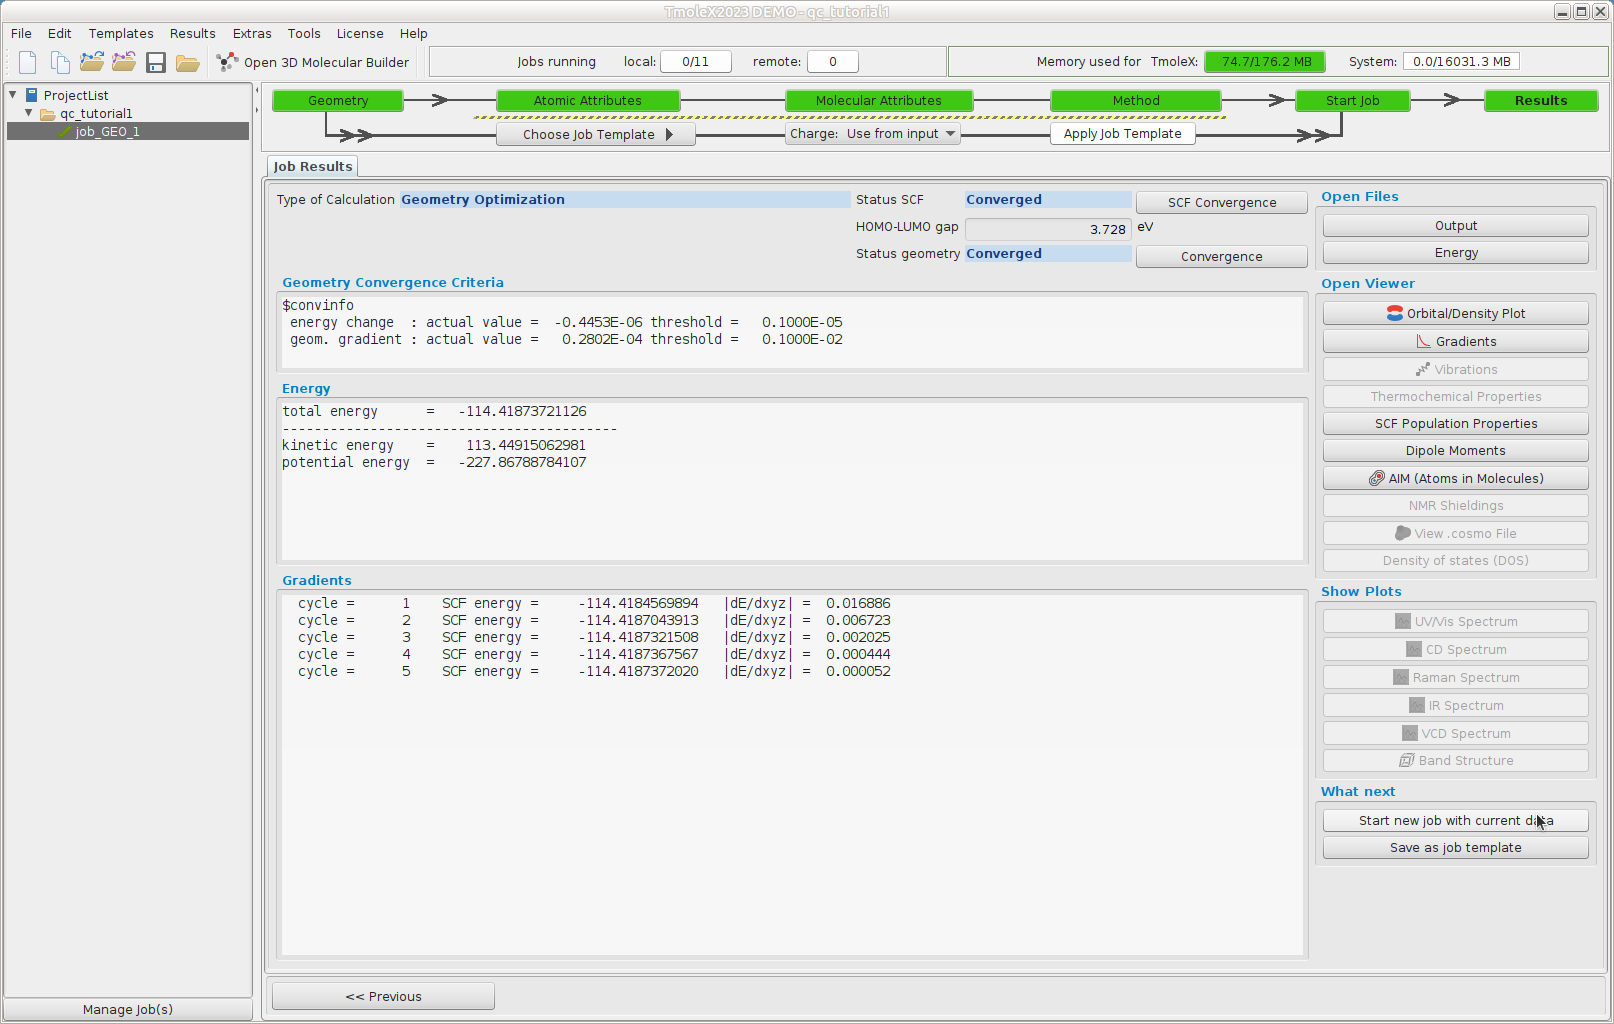 TmoleX2023 DEMO - qc_tutorial1
File Edit Templates Results Extras Tools License Help
Open 3D Molecular Builder
Jobs running local: 0/11 remote: 0
Memory used for TmoleX: 74.7/176.2 MB System: 0.0/16031.3 MB
ProjectList
qc_tutorial1
job_GEO_1
Manage Job(s)
Geometry Atomic Attributes Molecular Attributes Method Start Job Results
Choose Job Template Charge: Use from input Apply Job Template
Job Results
Type of Calculation Geometry Optimization
Status SCF Converged SCF Convergence
HOMO-LUMO gap 3.728 eV
Status geometry Converged Convergence
Geometry Convergence Criteria
$convinfo
energy change : actual value = -0.4453E-06 threshold = 0.1000E-05
geom. gradient : actual value = 0.2802E-04 threshold = 0.1000E-02
Energy
total energy = -114.41873721126
------------------------------------------
kinetic energy = 113.44915062981
potential energy = -227.86788784107
Gradients
cycle = 1 SCF energy = -114.4184569894 |dE/dxyz| = 0.016886
cycle = 2 SCF energy = -114.4187043913 |dE/dxyz| = 0.006723
cycle = 3 SCF energy = -114.4187321508 |dE/dxyz| = 0.002025
cycle = 4 SCF energy = -114.4187367567 |dE/dxyz| = 0.000444
cycle = 5 SCF energy = -114.4187372020 |dE/dxyz| = 0.000052
<< Previous
Open Files
Output
Energy
Open Viewer
Orbital/Density Plot
Gradients
Vibrations
Thermochemical Properties
SCF Population Properties
Dipole Moments
AIM (Atoms in Molecules)
NMR Shieldings
View .cosmo File
Density of states (DOS)
Show Plots
UV/Vis Spectrum
CD Spectrum
Raman Spectrum
IR Spectrum
VCD Spectrum
Band Structure
What next
Start new job with current data
Save as job template